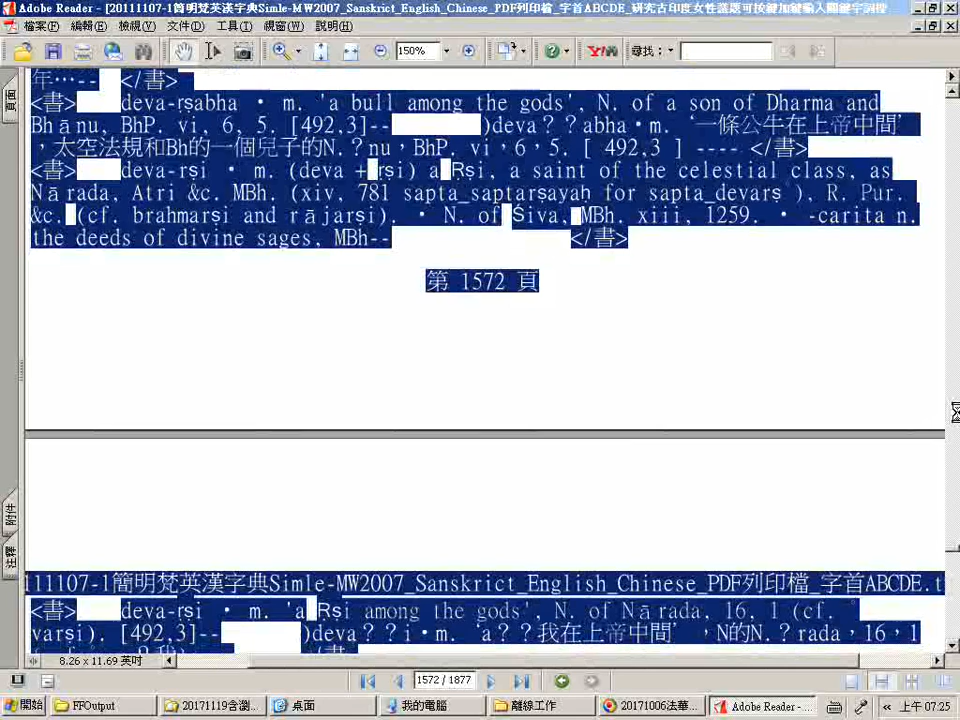 Adobe Reader - [20111107-1簡明梵英漢字典Simle-MW2007_Sanskrict_English_Chinese_PDF列印檔_字首ABCDE_研究古印度女性議題可按加鍵輸入關鍵字詞搜
檔案(F) 編輯(E) 檢視(V) 文件(D) 工具(T) 視窗(W) 說明(H)
150% 尋找:
頁面
年…-- </書>
<書> deva-rṣabha · m. 'a bull among the gods', N. of a son of Dharma and
Bhānu, BhP. vi, 6, 5. [492,3]-- )deva??abha·m. ‘一條公牛在上帝中間’
，太空法規和Bh的一個兒子的N.？nu，BhP. vi，6，5. [ 492,3 ] ---- </書>
<書> deva-rṣi · m. (deva + ṛṣi) a Ṛṣi, a saint of the celestial class, as
Nārada, Atri &c. MBh. (xiv, 781 sapta_saptarṣayaḥ for sapta_devarṣ ), R. Pur.
&c. (cf. brahmarṣi and rājarṣi). · N. of Śiva, MBh. xiii, 1259. · -carita n.
the deeds of divine sages, MBh-- </書>
第 1572 頁
附件
註釋
11107-1簡明梵英漢字典Simle-MW2007_Sanskrict_English_Chinese_PDF列印檔_字首ABCDE.t
<書> deva-rṣi · m. 'a Ṛṣi among the gods', N. of Nārada, 16, 1 (cf.
varṣi). [492,3]-- )deva??i·m. ‘a??我在上帝中間’，N的N.？rada，16，1
8.26 x 11.69 英吋
1572 / 1877
開始 FFOutput 20171119含瀏... 桌面 我的電腦 離線工作 20171006法華... Adobe Reader -... 上午 07:25